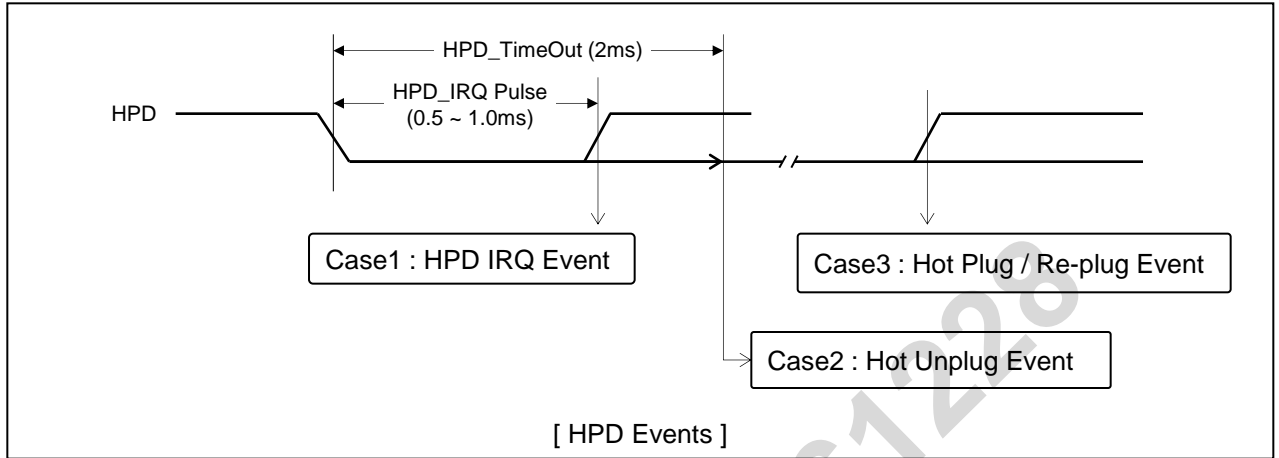 HPD_TimeOut (2ms)
HPD_IRQ Pulse
(0.5 ~ 1.0ms)
HPD
Case1 : HPD IRQ Event
Case3 : Hot Plug / Re-plug Event
Case2 : Hot Unplug Event
[ HPD Events ]
61228